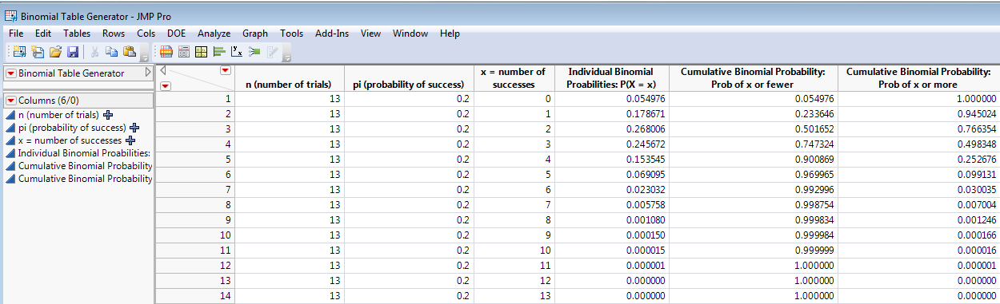 Binomial Table Generator - JMP Pro
File Edit Tables Rows Cols DOE Analyze Graph Tools Add-Ins View Window Help
Binomial Table Generator
Columns (6/0)
n (number of trials)
pi (probability of success)
x = number of successes
Individual Binomial Proabilities:
Cumulative Binomial Probability
Cumulative Binomial Probability
n (number of trials) pi (probability of success) x = number of successes Individual Binomial Proabilities: P(X = x) Cumulative Binomial Probability: Prob of x or fewer Cumulative Binomial Probability: Prob of x or more
1 13 0.2 0 0.054976 0.054976 1.000000
2 13 0.2 1 0.178671 0.233646 0.945024
3 13 0.2 2 0.268006 0.501652 0.766354
4 13 0.2 3 0.245672 0.747324 0.498348
5 13 0.2 4 0.153545 0.900869 0.252676
6 13 0.2 5 0.069095 0.969965 0.099131
7 13 0.2 6 0.023032 0.992996 0.030035
8 13 0.2 7 0.005758 0.998754 0.007004
9 13 0.2 8 0.001080 0.999834 0.001246
10 13 0.2 9 0.000150 0.999984 0.000166
11 13 0.2 10 0.000015 0.999999 0.000016
12 13 0.2 11 0.000001 1.000000 0.000001
13 13 0.2 12 0.000000 1.000000 0.000000
14 13 0.2 13 0.000000 1.000000 0.000000